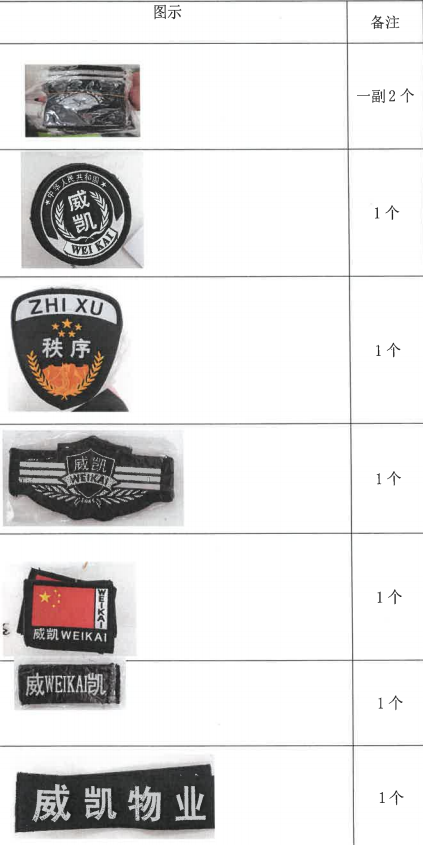 图示 备注
一副2个
★中华人民共和国★
威
凯
WEI KAI
1个
ZHI XU
秩序
1个
威凯
WEIKAI
1个
WEIKAI
威凯WEIKAI
1个
威WEIKAI凯
1个
威凯物业
1个